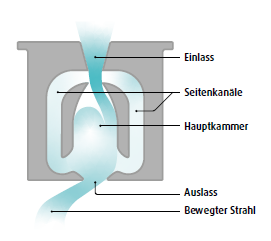 Einlass
Seitenkanäle
Hauptkammer
Auslass
Bewegter Strahl